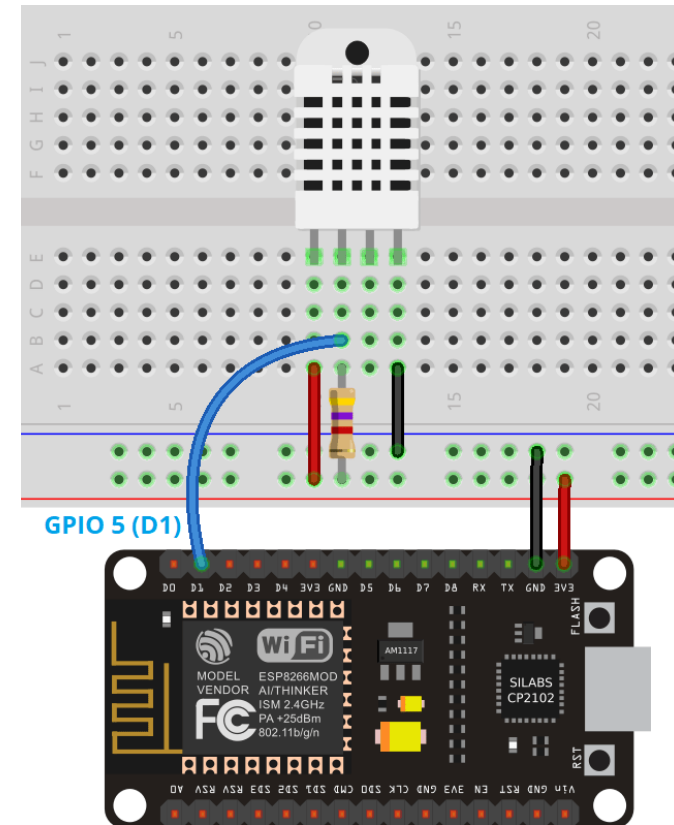 1 5 0 15 20
J
I
H
G
F
E
D
C
B
A
1 5 15 20
GPIO 5 (D1)
D0 D1 D2 D3 D4 3V3 GND D5 D6 D7 D8 RX TX GND 3V3
FLASH
WiFi
AM1117
MODEL
VENDOR
ESP8266MOD
AI/THINKER
ISM 2.4GHz
PA +25dBm
802.11b/g/n
FC
SILABS
CP2102
RST
A0 RSV RSV SD3 SD2 SD1 CMD SD0 CLK GND 3V3 EN RST GND Vin